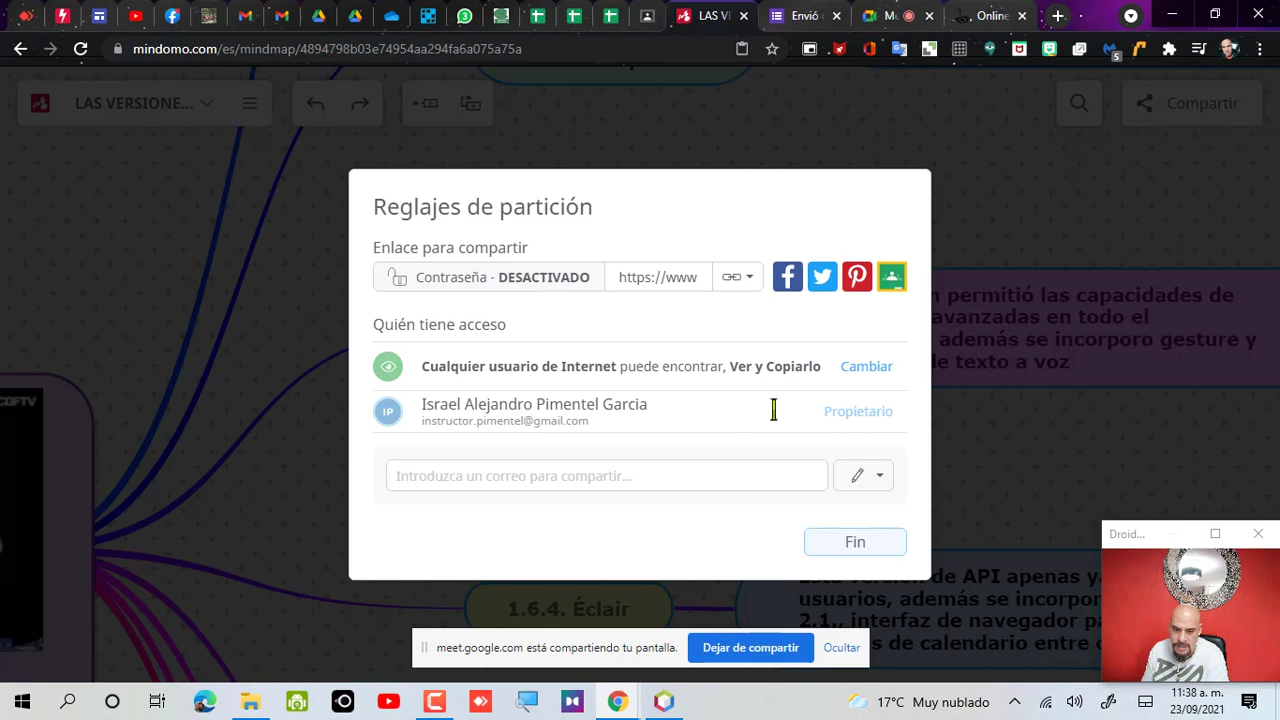 LAS VER
Envió c
Me
Online
mindomo.com/es/mindmap/4894798b03e74954aa294fa6a075a75a
5
LAS VERSIONE...
Compartir
Reglajes de partición
Enlace para compartir
Contraseña - DESACTIVADO
https://www
Quién tiene acceso
Cualquier usuario de Internet puede encontrar, Ver y Copiarlo
Cambiar
IP
Israel Alejandro Pimentel Garcia
instructor.pimentel@gmail.com
Propietario
Introduzca un correo para compartir...
Fin
n permitió las capacidades de
avanzadas en todo el
además se incorporo gesture y
de texto a voz
1.6.4. Éclair
Esta versión de API apenas ya
usuarios, además se incorpor
2.1,, interfaz de navegador p
s de calendario entre
meet.google.com está compartiendo tu pantalla.
Dejar de compartir
Ocultar
Droid...
17°C Muy nublado
11:38 a. m.
23/09/2021